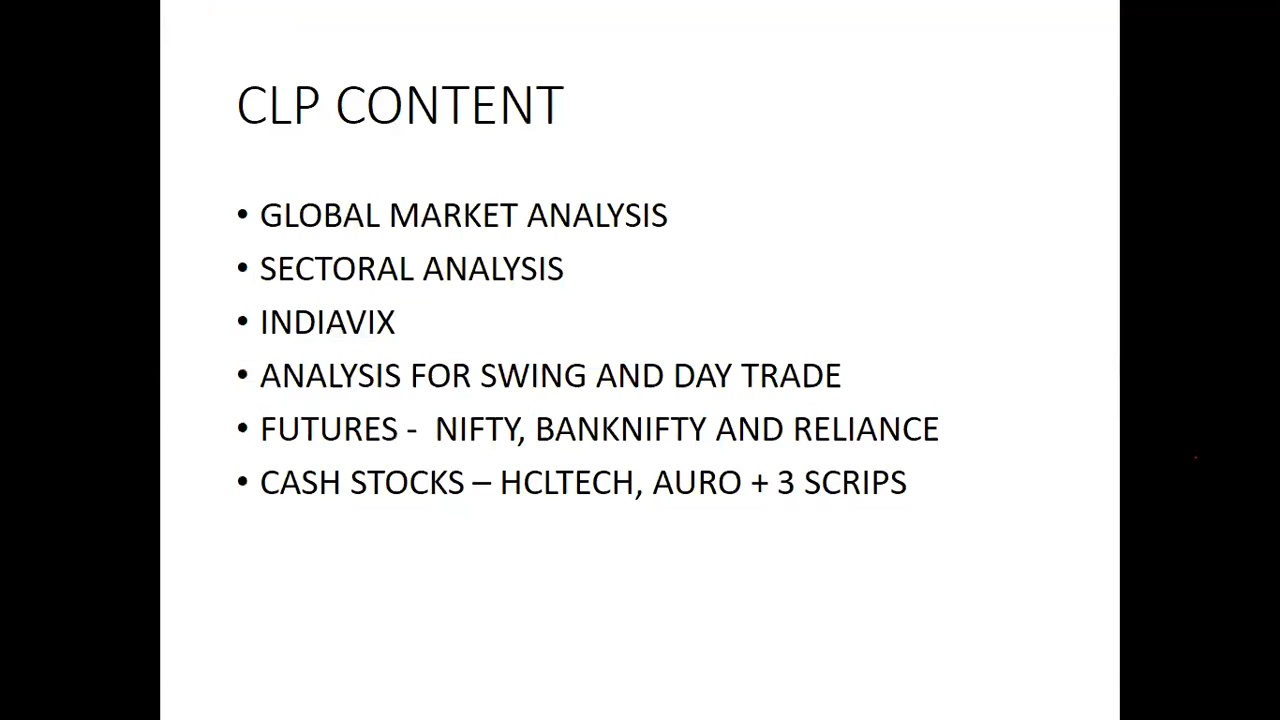 CLP CONTENT
• GLOBAL MARKET ANALYSIS
• SECTORAL ANALYSIS
• INDIAVIX
• ANALYSIS FOR SWING AND DAY TRADE
• FUTURES -  NIFTY, BANKNIFTY AND RELIANCE
• CASH STOCKS – HCLTECH, AURO + 3 SCRIPS